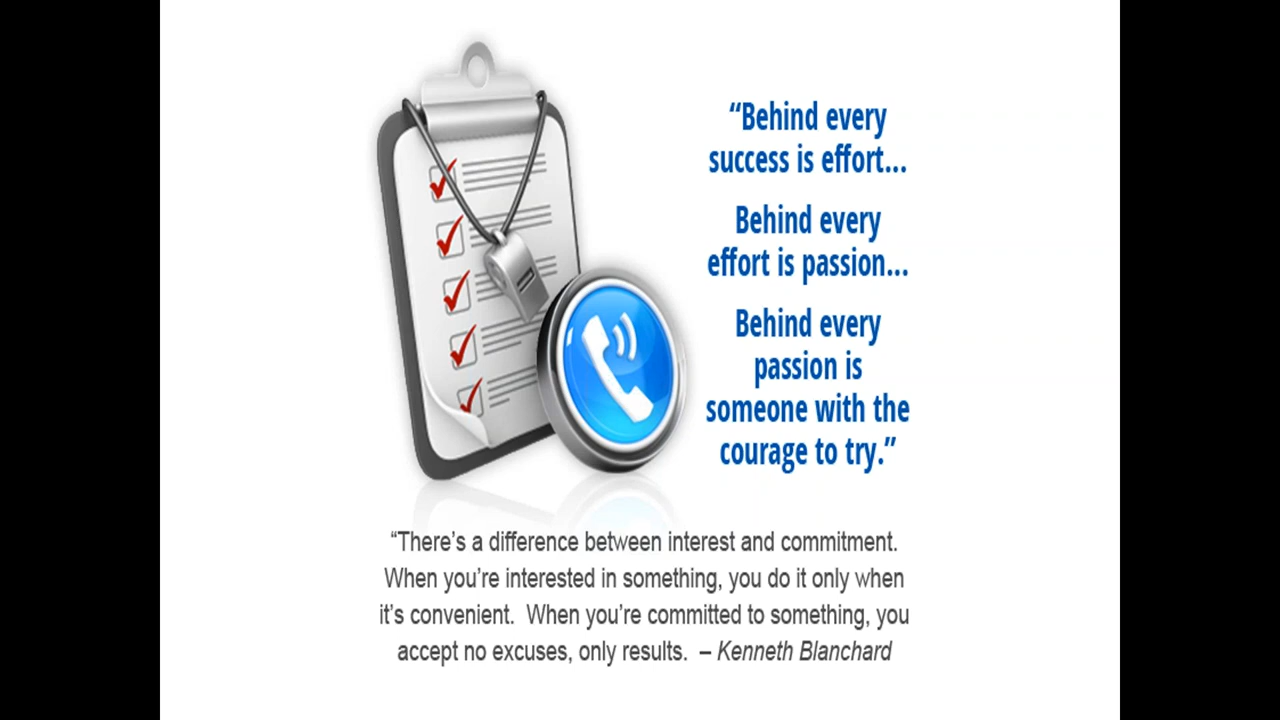 “Behind every
success is effort...
Behind every
effort is passion...
Behind every
passion is
someone with the
courage to try.”
“There’s a difference between interest and commitment.
When you’re interested in something, you do it only when
it’s convenient.  When you’re committed to something, you
accept no excuses, only results.  – Kenneth Blanchard